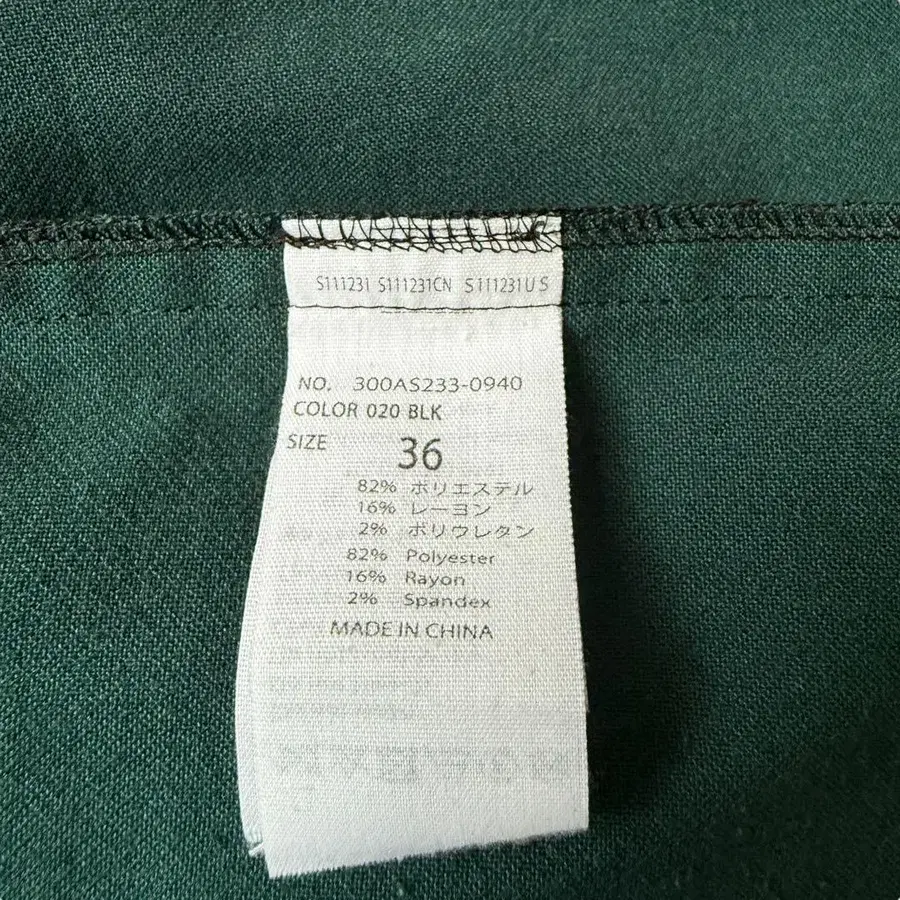 S111231 S111231CN S111231US
NO. 300AS233-0940
COLOR 020 BLK
SIZE 36
82% ポリエステル
16% レーヨン
2% ポリウレタン
82% Polyester
16% Rayon
2% Spandex
MADE IN CHINA